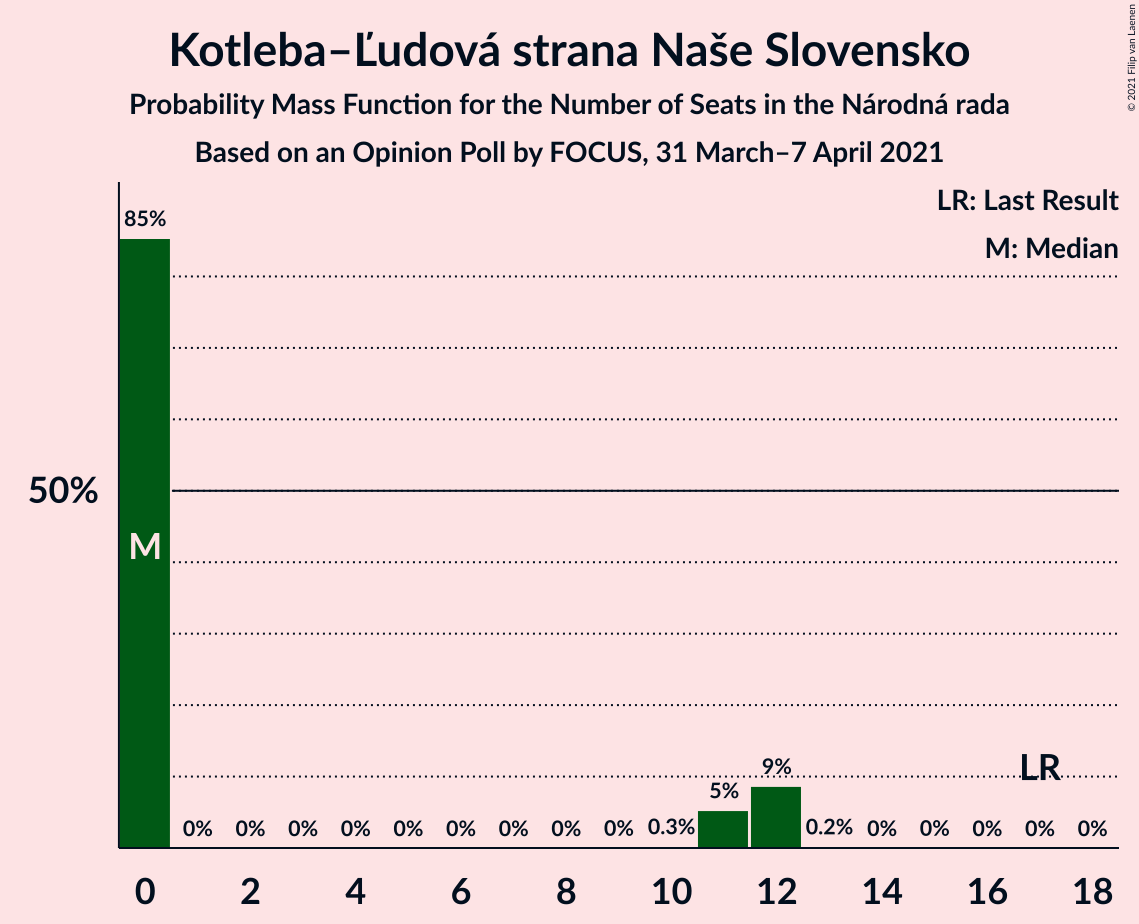 Kotleba–Ľudová strana Naše Slovensko
Probability Mass Function for the Number of Seats in the Národná rada
Based on an Opinion Poll by FOCUS, 31 March–7 April 2021
© 2021 Filip van Laenen
LR: Last Result
M: Median
85%
50%
M
LR
9%
5%
0% 0% 0% 0% 0% 0% 0% 0% 0% 0.3% 0.2% 0% 0% 0% 0% 0%
0 2 4 6 8 10 12 14 16 18